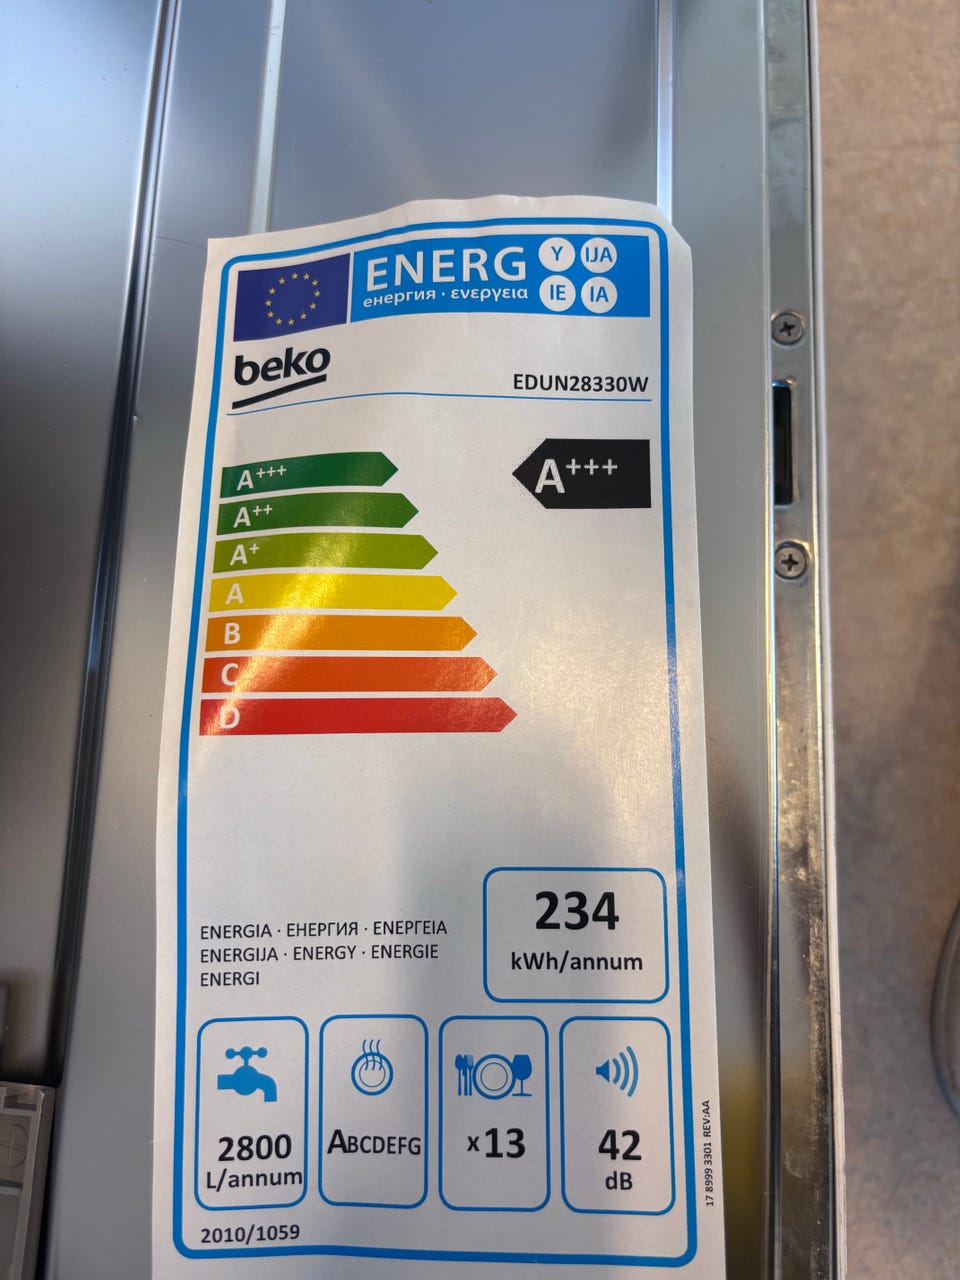 ENERG
енергия · ενεργεια
Y
IJA
IE
IA
beko
EDUN28330W
A+++
A+++
A++
A+
A
B
C
D
234
kWh/annum
ENERGIA · ЕНЕРГИЯ · ΕΝΕΡΓΕΙΑ
ENERGIJA · ENERGY · ENERGIE
ENERGI
2800
L/annum
ABCDEFG
x13
42
dB
2010/1059
17 8999 3301 REV:AA